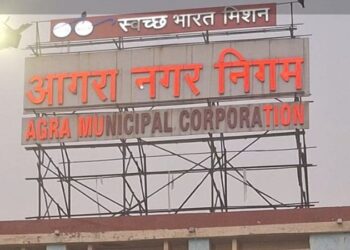 स्वच्छ भारत मिशन
आगरा नगर निगम
AGRA MUNICIPAL CORPORATION